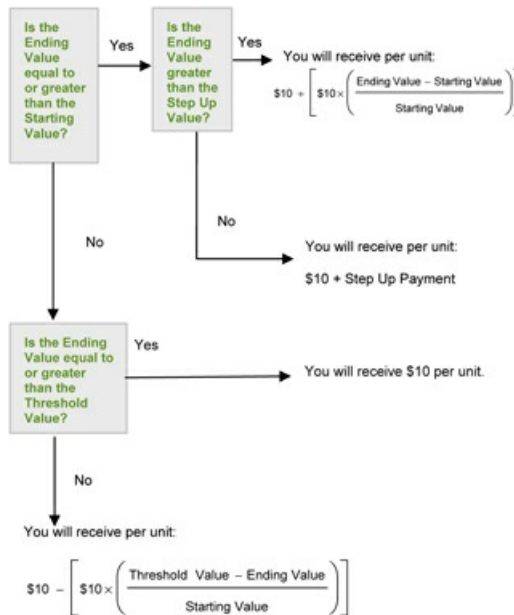 Is the
Ending
Value
equal to
or greater
than the
Starting
Value?
Yes
Is the
Ending
Value
greater
than the
Step Up
Value?
Yes
You will receive per unit:
$10 + [ $10 × ( Ending Value – Starting Value
Starting Value ) ]
No
You will receive per unit:
$10 + Step Up Payment
No
Is the Ending
Value equal to
or greater
than the
Threshold
Value?
Yes
You will receive $10 per unit.
No
You will receive per unit:
$10 – [ $10 × ( Threshold Value – Ending Value
Starting Value ) ]